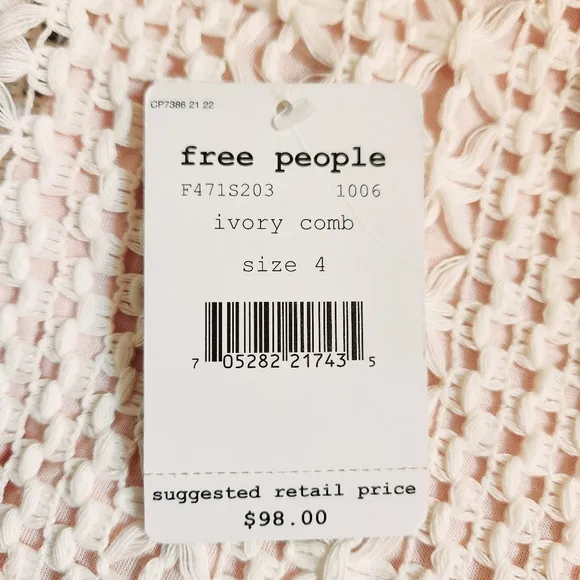 CP7386 21 22
free people
F471S203 1006
ivory comb
size 4
7 05282 21743 5
suggested retail price
$98.00